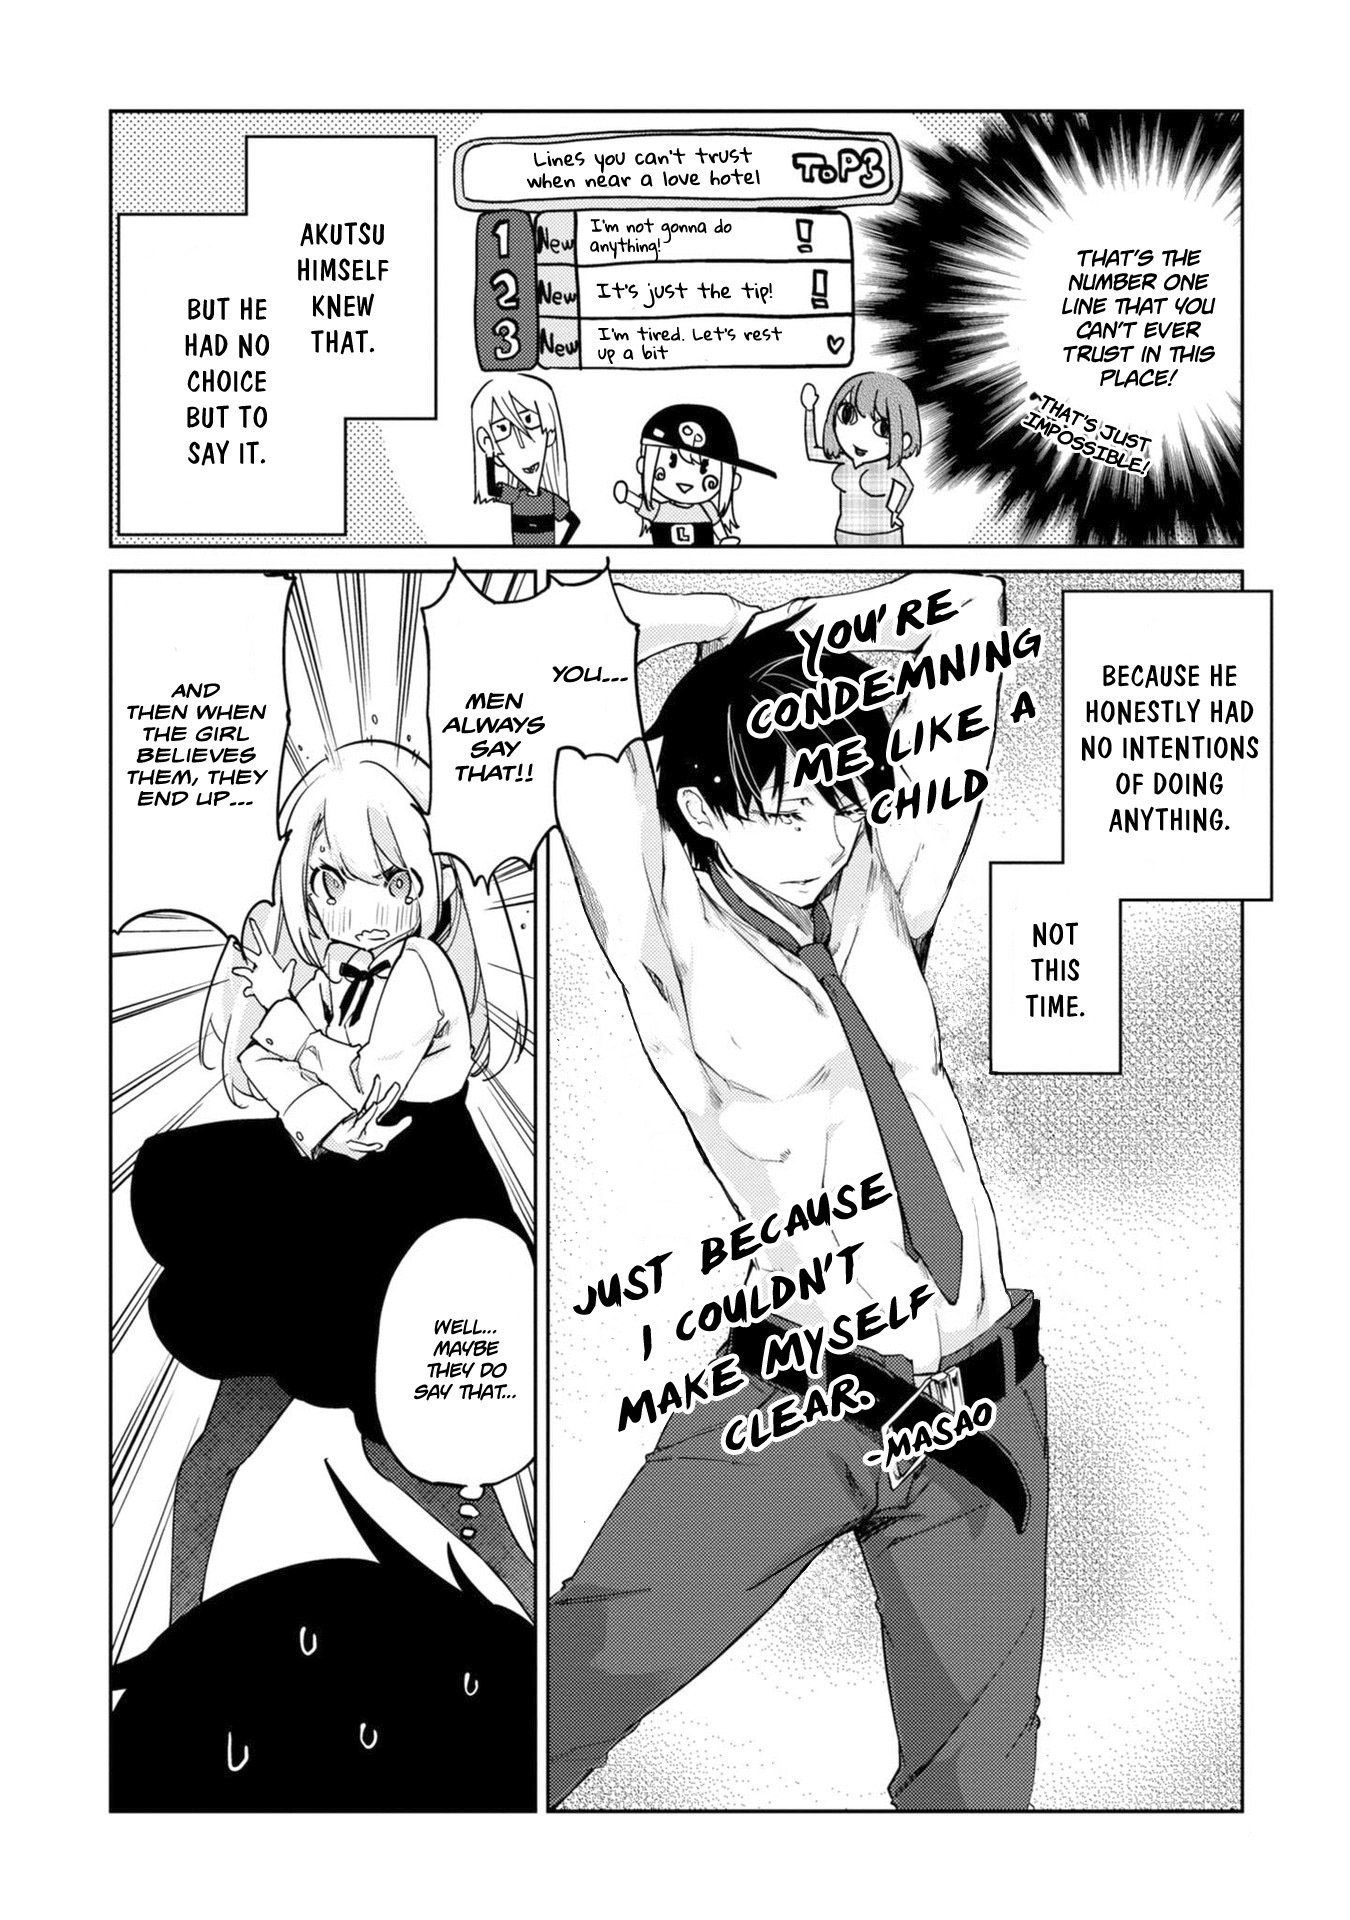 THAT'S THE
NUMBER ONE
LINE THAT YOU
CAN'T EVER
TRUST IN THIS
PLACE!
THAT'S JUST
IMPOSSIBLE!
Lines you can't trust
when near a love hotel
TOP3
1 New I'm not gonna do
anything! !
2 New It's just the tip! !
3 New I'm tired. Let's rest
up a bit ♡
OP
L
AKUTSU
HIMSELF
KNEW
THAT.
BUT HE
HAD NO
CHOICE
BUT TO
SAY IT.
BECAUSE HE
HONESTLY HAD
NO INTENTIONS
OF DOING
ANYTHING.
NOT
THIS
TIME.
YOU'RE
CONDEMNING
ME LIKE A
CHILD
JUST BECAUSE
I COULDN'T
MAKE MYSELF
CLEAR.
-MASAO
YOU...
MEN
ALWAYS
SAY
THAT!!
AND
THEN WHEN
THE GIRL
BELIEVES
THEM, THEY
END UP...
WELL...
MAYBE
THEY DO
SAY THAT...